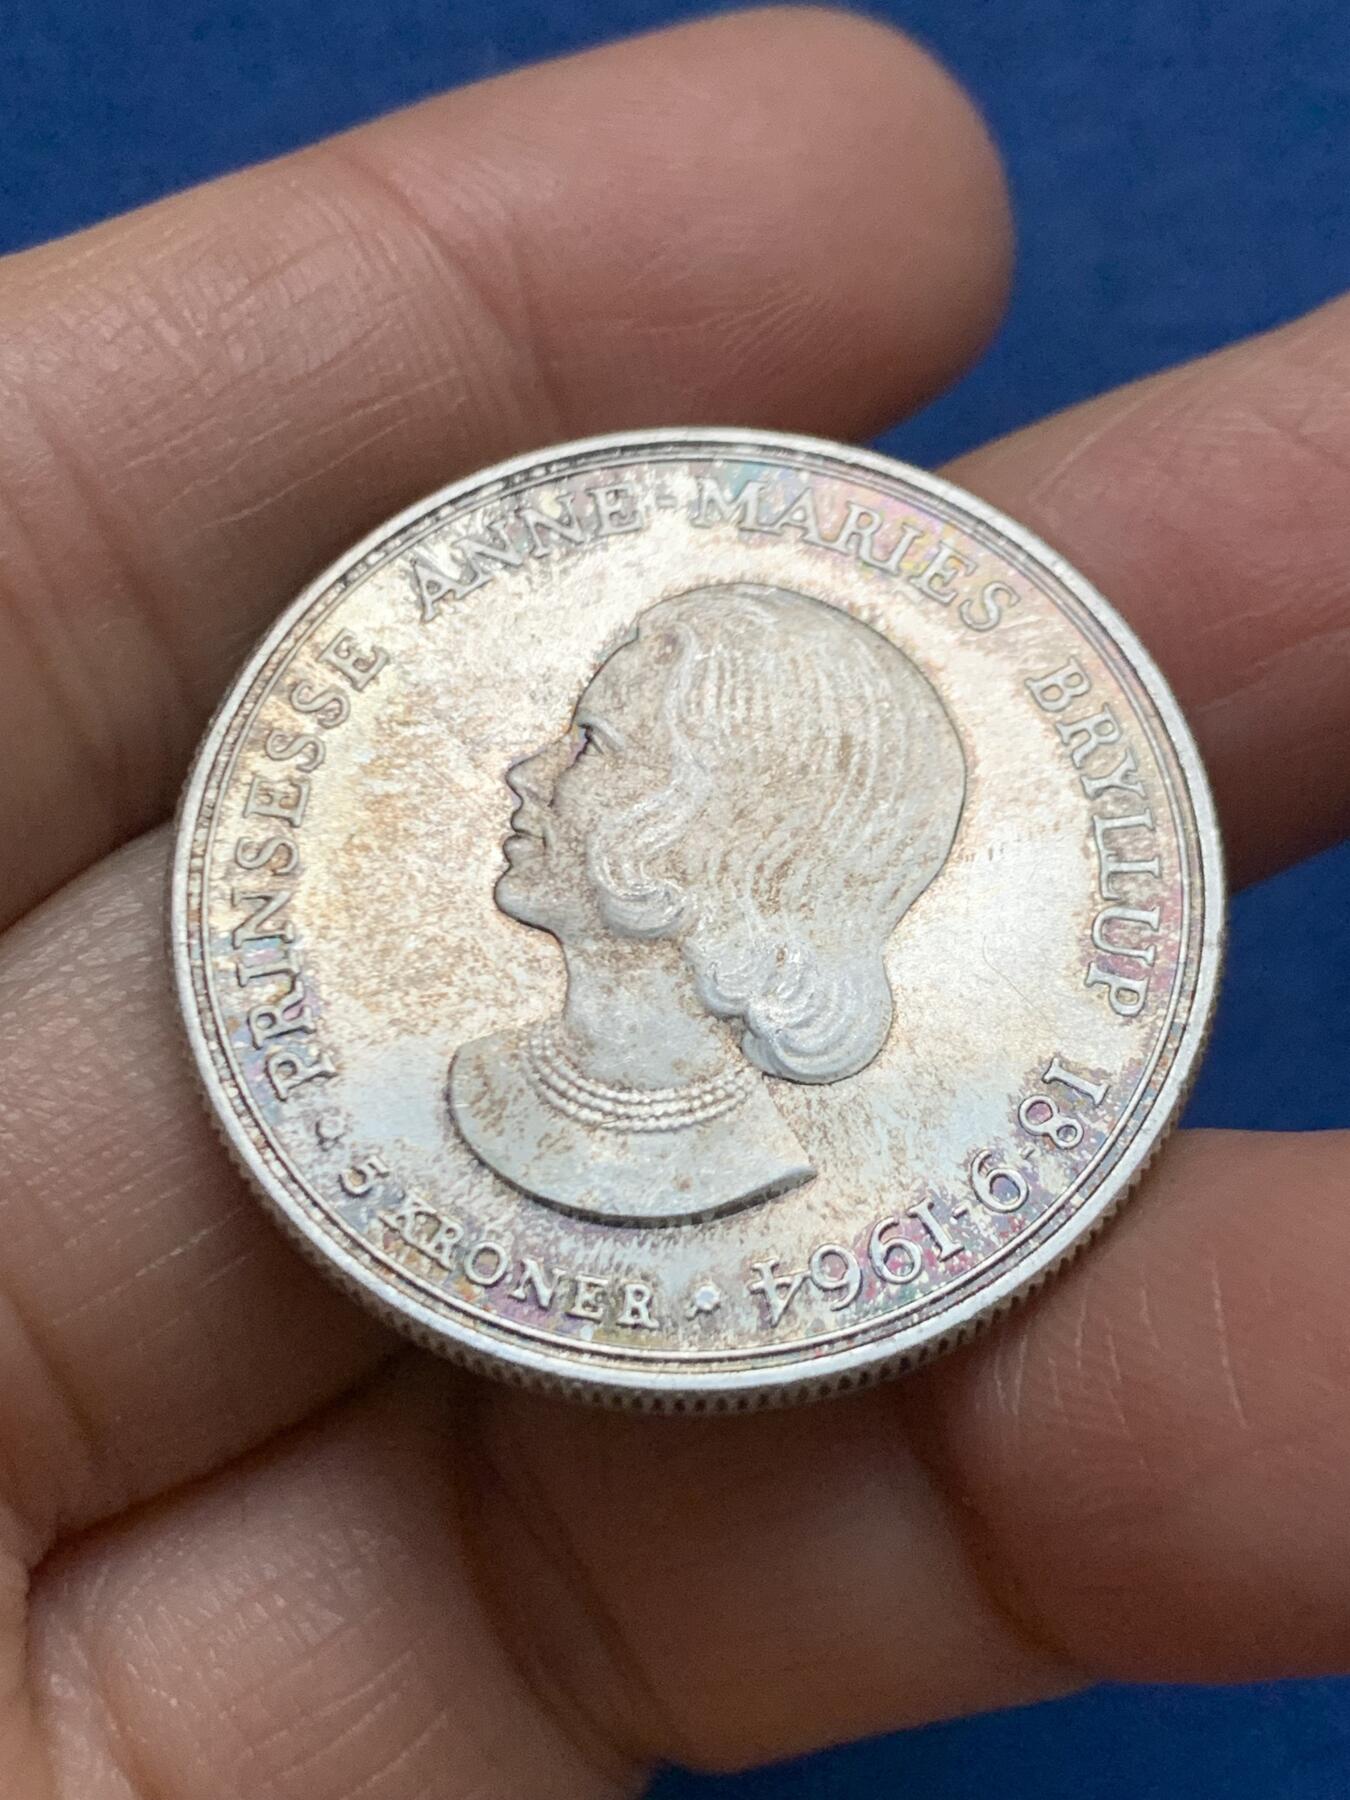 PRINSESSE ANNE-MARIES BRYLLUP 18-9-1964
5 KRONER